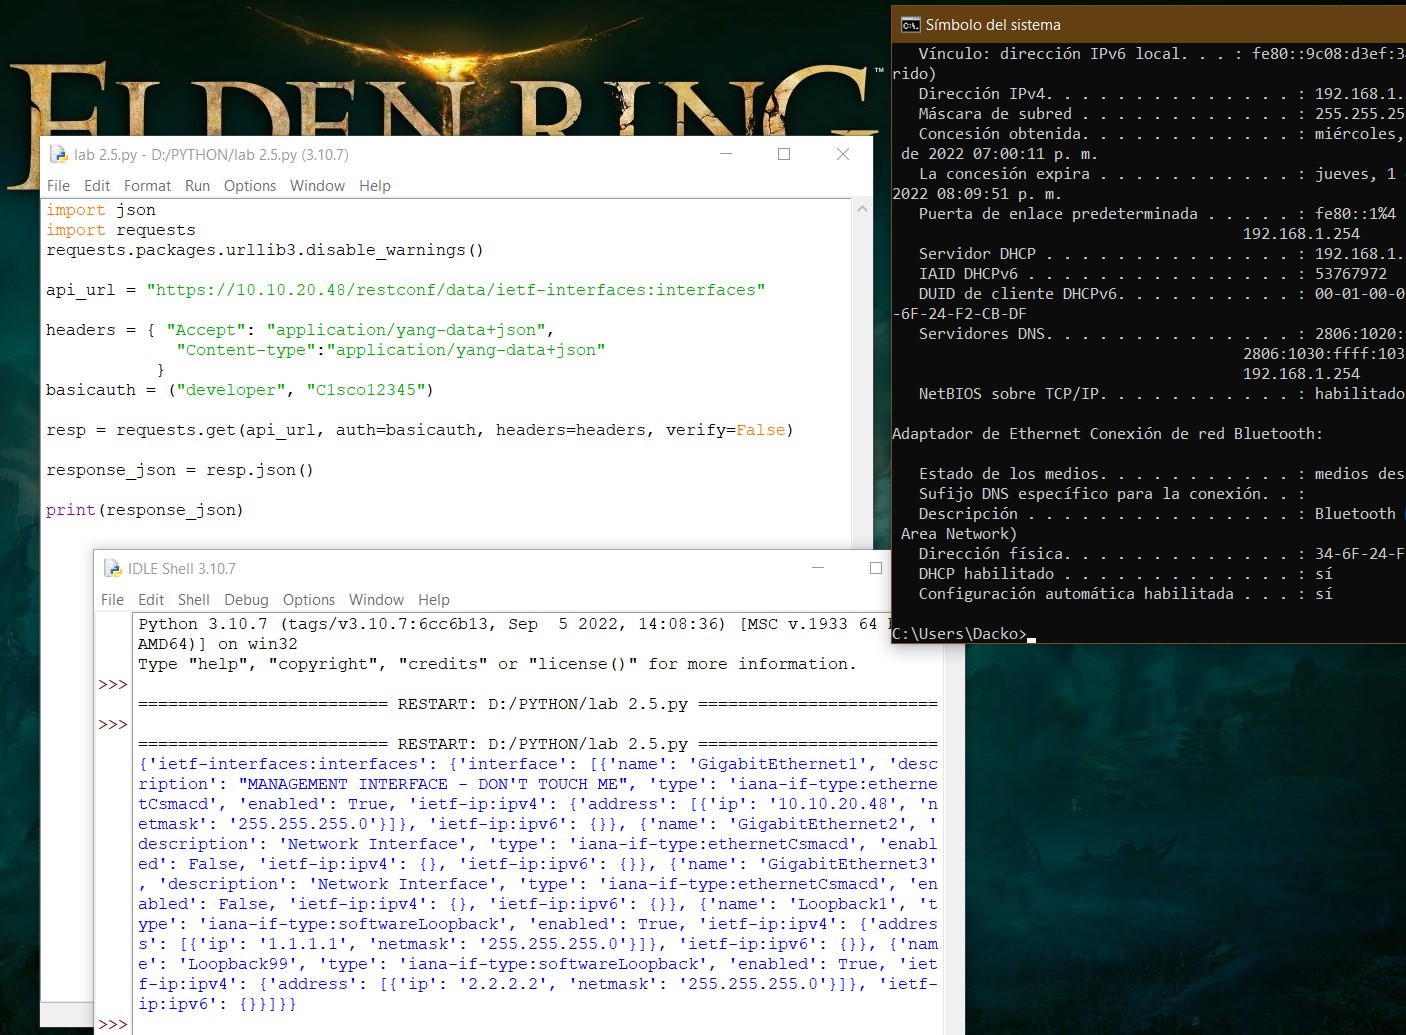 ELDEN RING™
lab 2.5.py - D:/PYTHON/lab 2.5.py (3.10.7)
File Edit Format Run Options Window Help
import json
import requests
requests.packages.urllib3.disable_warnings()
api_url = "https://10.10.20.48/restconf/data/ietf-interfaces:interfaces"
headers = { "Accept": "application/yang-data+json",
"Content-type":"application/yang-data+json"
}
basicauth = ("developer", "C1sco12345")
resp = requests.get(api_url, auth=basicauth, headers=headers, verify=False)
response_json = resp.json()
print(response_json)
IDLE Shell 3.10.7
File Edit Shell Debug Options Window Help
Python 3.10.7 (tags/v3.10.7:6cc6b13, Sep  5 2022, 14:08:36) [MSC v.1933 64
AMD64)] on win32
Type "help", "copyright", "credits" or "license()" for more information.
>>>
========================= RESTART: D:/PYTHON/lab 2.5.py ========================
>>>
========================= RESTART: D:/PYTHON/lab 2.5.py ========================
{'ietf-interfaces:interfaces': {'interface': [{'name': 'GigabitEthernet1', 'desc
ription': "MANAGEMENT INTERFACE - DON'T TOUCH ME", 'type': 'iana-if-type:etherne
tCsmacd', 'enabled': True, 'ietf-ip:ipv4': {'address': [{'ip': '10.10.20.48', 'n
etmask': '255.255.255.0'}]}, 'ietf-ip:ipv6': {}}, {'name': 'GigabitEthernet2', '
description': 'Network Interface', 'type': 'iana-if-type:ethernetCsmacd', 'enabl
ed': False, 'ietf-ip:ipv4': {}, 'ietf-ip:ipv6': {}}, {'name': 'GigabitEthernet3'
, 'description': 'Network Interface', 'type': 'iana-if-type:ethernetCsmacd', 'en
abled': False, 'ietf-ip:ipv4': {}, 'ietf-ip:ipv6': {}}, {'name': 'Loopback1', 't
ype': 'iana-if-type:softwareLoopback', 'enabled': True, 'ietf-ip:ipv4': {'addres
s': [{'ip': '1.1.1.1', 'netmask': '255.255.255.0'}]}, 'ietf-ip:ipv6': {}}, {'nam
e': 'Loopback99', 'type': 'iana-if-type:softwareLoopback', 'enabled': True, 'iet
f-ip:ipv4': {'address': [{'ip': '2.2.2.2', 'netmask': '255.255.255.0'}]}, 'ietf-
ip:ipv6': {}}]}}
>>>
Símbolo del sistema
Vínculo: dirección IPv6 local. . . : fe80::9c08:d3ef:3
rido)
Dirección IPv4. . . . . . . . . . . . . . : 192.168.1.
Máscara de subred . . . . . . . . . . . . : 255.255.25
Concesión obtenida. . . . . . . . . . . . : miércoles,
de 2022 07:00:11 p. m.
La concesión expira . . . . . . . . . . . : jueves, 1
2022 08:09:51 p. m.
Puerta de enlace predeterminada . . . . . : fe80::1%4
192.168.1.254
Servidor DHCP . . . . . . . . . . . . . . : 192.168.1.
IAID DHCPv6 . . . . . . . . . . . . . . . : 53767972
DUID de cliente DHCPv6. . . . . . . . . . : 00-01-00-0
-6F-24-F2-CB-DF
Servidores DNS. . . . . . . . . . . . . . : 2806:1020:
2806:1030:ffff:103
192.168.1.254
NetBIOS sobre TCP/IP. . . . . . . . . . . : habilitado
Adaptador de Ethernet Conexión de red Bluetooth:
Estado de los medios. . . . . . . . . . . : medios des
Sufijo DNS específico para la conexión. . :
Descripción . . . . . . . . . . . . . . . : Bluetooth
Area Network)
Dirección física. . . . . . . . . . . . . : 34-6F-24-F
DHCP habilitado . . . . . . . . . . . . . : sí
Configuración automática habilitada . . . : sí
C:\Users\Dacko>